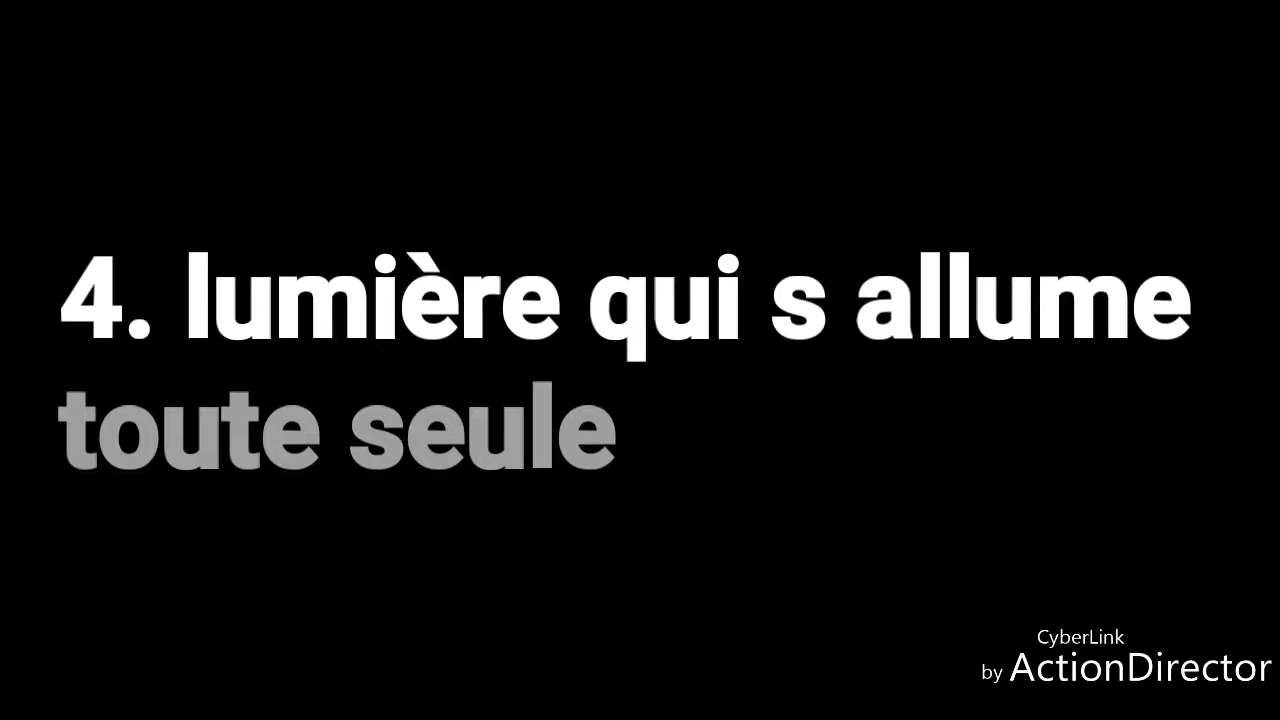 4. lumière qui s allume
toute seule
CyberLink
by ActionDirector